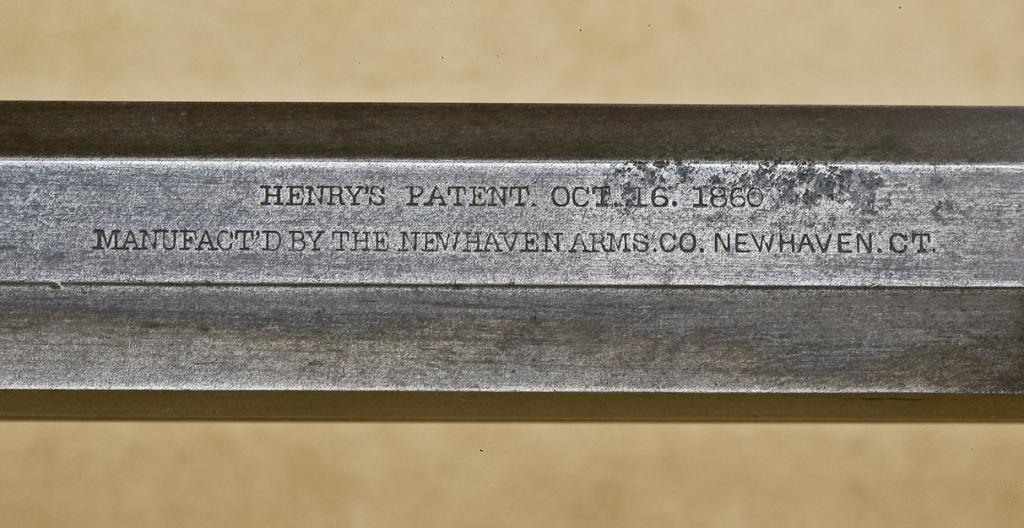 HENRY'S PATENT. OCT. 16. 1860
MANUFACT'D BY THE NEWHAVEN ARMS.CO. NEWHAVEN.CT.